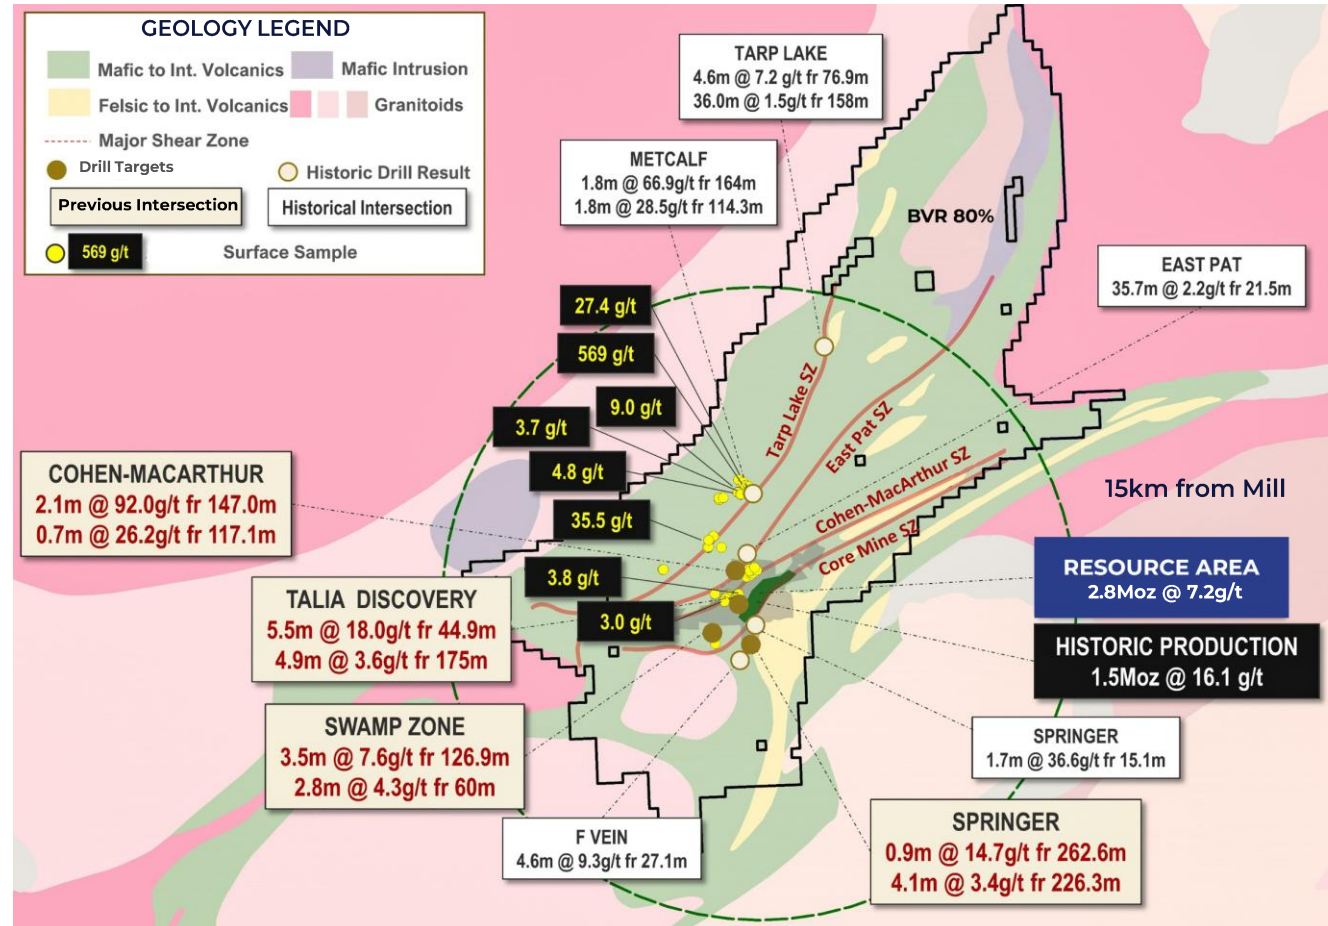 GEOLOGY LEGEND
Mafic to Int. Volcanics
Mafic Intrusion
Felsic to Int. Volcanics
Granitoids
Major Shear Zone
Drill Targets
Historic Drill Result
Previous Intersection
Historical Intersection
569 g/t
Surface Sample
TARP LAKE
4.6m @ 7.2 g/t fr 76.9m
36.0m @ 1.5g/t fr 158m
METCALF
1.8m @ 66.9g/t fr 164m
1.8m @ 28.5g/t fr 114.3m
BVR 80%
EAST PAT
35.7m @ 2.2g/t fr 21.5m
27.4 g/t
569 g/t
9.0 g/t
3.7 g/t
4.8 g/t
35.5 g/t
3.8 g/t
3.0 g/t
Tarp Lake SZ
East Pat SZ
Cohen-MacArthur SZ
Core Mine SZ
15km from Mill
COHEN-MACARTHUR
2.1m @ 92.0g/t fr 147.0m
0.7m @ 26.2g/t fr 117.1m
RESOURCE AREA
2.8Moz @ 7.2g/t
TALIA DISCOVERY
5.5m @ 18.0g/t fr 44.9m
4.9m @ 3.6g/t fr 175m
HISTORIC PRODUCTION
1.5Moz @ 16.1 g/t
SWAMP ZONE
3.5m @ 7.6g/t fr 126.9m
2.8m @ 4.3g/t fr 60m
SPRINGER
1.7m @ 36.6g/t fr 15.1m
F VEIN
4.6m @ 9.3g/t fr 27.1m
SPRINGER
0.9m @ 14.7g/t fr 262.6m
4.1m @ 3.4g/t fr 226.3m